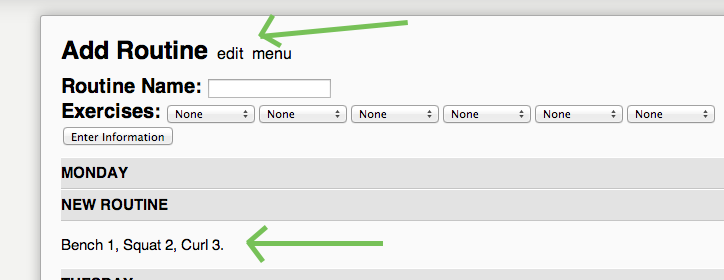 Add Routine edit menu
Routine Name:
Exercises: None None None None None None
Enter Information
MONDAY
NEW ROUTINE
Bench 1, Squat 2, Curl 3.
TUESDAY